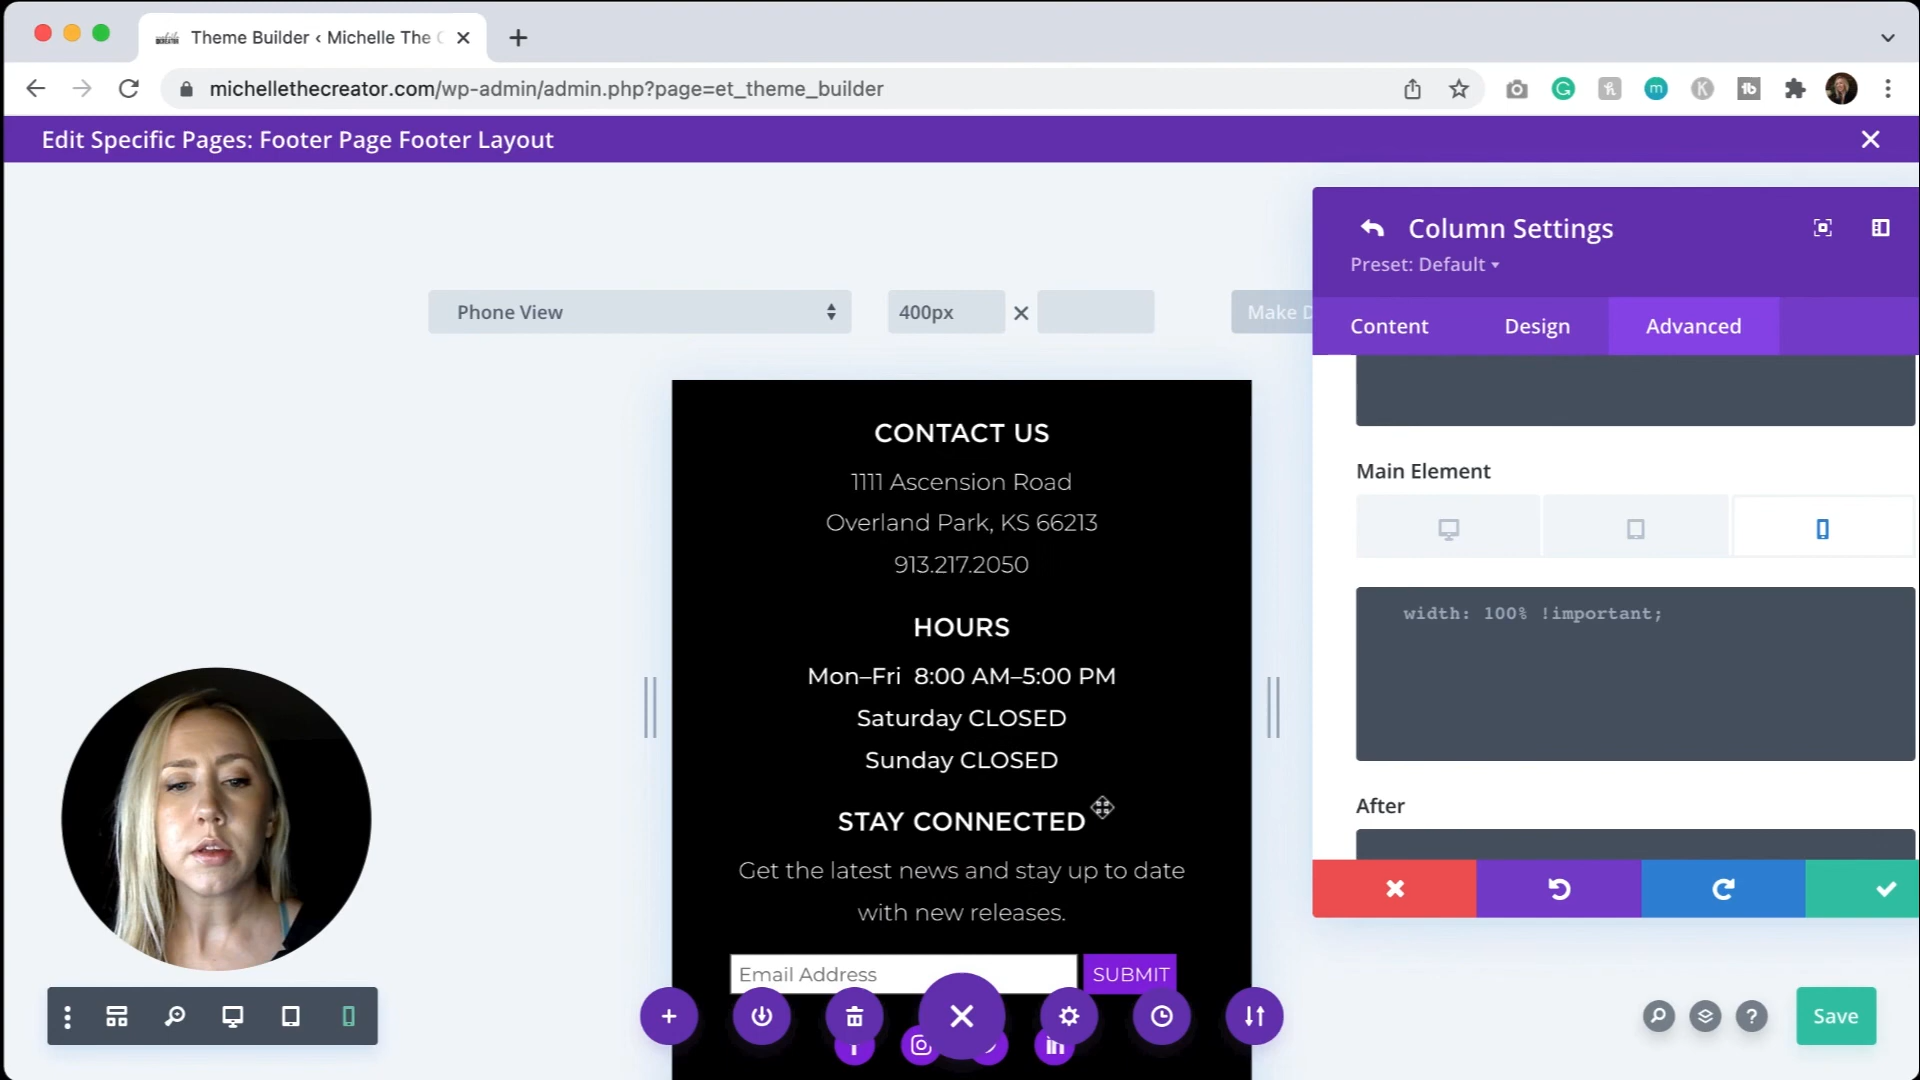 Theme Builder ‹ Michelle The C
michellethecreator.com/wp-admin/admin.php?page=et_theme_builder
Edit Specific Pages: Footer Page Footer Layout
Column Settings
Preset: Default
Phone View
400px
Make D
Content
Design
Advanced
CONTACT US
1111 Ascension Road
Overland Park, KS 66213
913.217.2050
HOURS
Mon–Fri 8:00 AM–5:00 PM
Saturday CLOSED
Sunday CLOSED
STAY CONNECTED
Get the latest news and stay up to date
with new releases.
Email Address
SUBMIT
Main Element
width: 100% !important;
After
Save